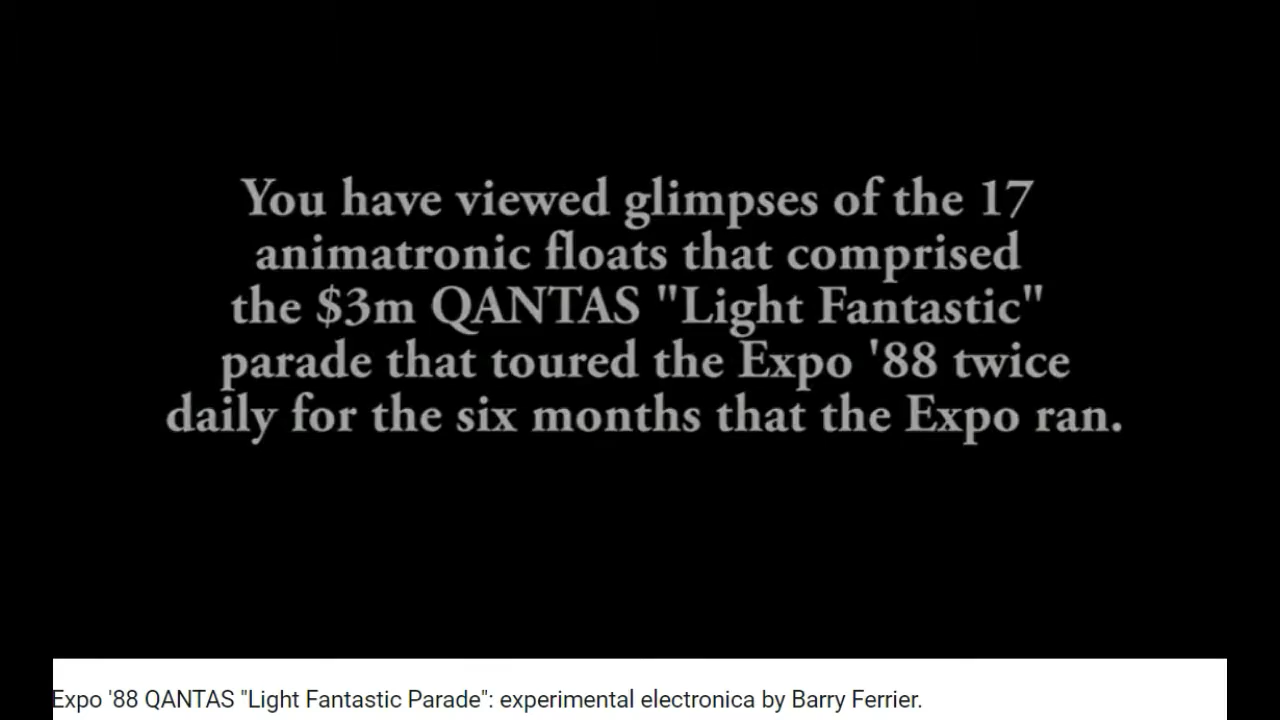 You have viewed glimpses of the 17
animatronic floats that comprised
the $3m QANTAS "Light Fantastic"
parade that toured the Expo '88 twice
daily for the six months that the Expo ran.
Expo '88 QANTAS "Light Fantastic Parade": experimental electronica by Barry Ferrier.